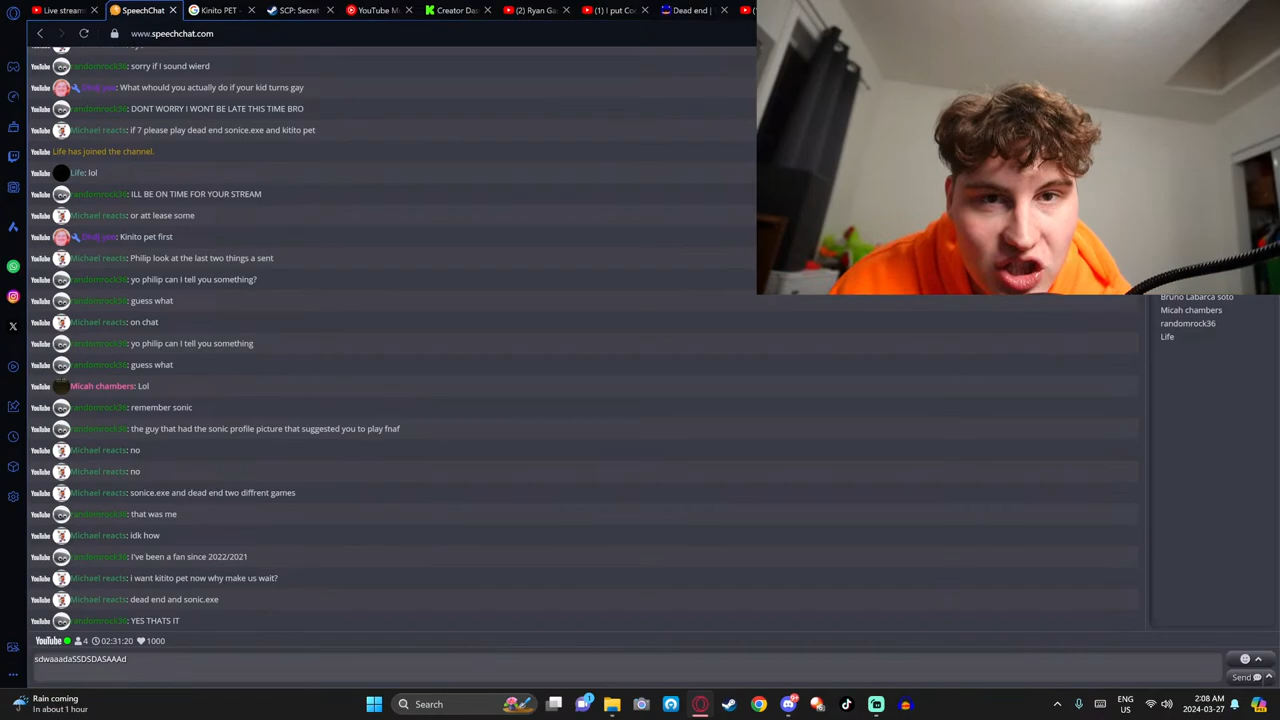 Live stream
SpeechChat
Kinito PET -
SCP: Secret
YouTube M
Creator Das
(2) Ryan Ga
(1) I put Co
Dead end |
www.speechchat.com
YouTube randomrock36: sorry if I sound wierd
YouTube Dhdj yee: What whould you actually do if your kid turns gay
YouTube randomrock36: DONT WORRY I WONT BE LATE THIS TIME BRO
YouTube Michael reacts: if 7 please play dead end sonice.exe and kitito pet
YouTube Life has joined the channel.
YouTube Life: lol
YouTube randomrock36: ILL BE ON TIME FOR YOUR STREAM
YouTube Michael reacts: or att lease some
YouTube Dhdj yee: Kinito pet first
YouTube Michael reacts: Philip look at the last two things a sent
YouTube randomrock36: yo philip can I tell you something?
YouTube randomrock36: guess what
YouTube Michael reacts: on chat
YouTube randomrock36: yo philip can I tell you something
YouTube randomrock36: guess what
YouTube Micah chambers: Lol
YouTube randomrock36: remember sonic
YouTube randomrock36: the guy that had the sonic profile picture that suggested you to play fnaf
YouTube Michael reacts: no
YouTube Michael reacts: no
YouTube Michael reacts: sonice.exe and dead end two diffrent games
YouTube randomrock36: that was me
YouTube Michael reacts: idk how
YouTube randomrock36: I've been a fan since 2022/2021
YouTube Michael reacts: i want kitito pet now why make us wait?
YouTube Michael reacts: dead end and sonic.exe
YouTube randomrock36: YES THATS IT
Bruno Labarca soto
Micah chambers
randomrock36
Life
YouTube 4 02:31:20 1000
sdwaaadaSSDSDASAAAd
Send
Rain coming
In about 1 hour
Search
ENG
US
2:08 AM
2024-03-27